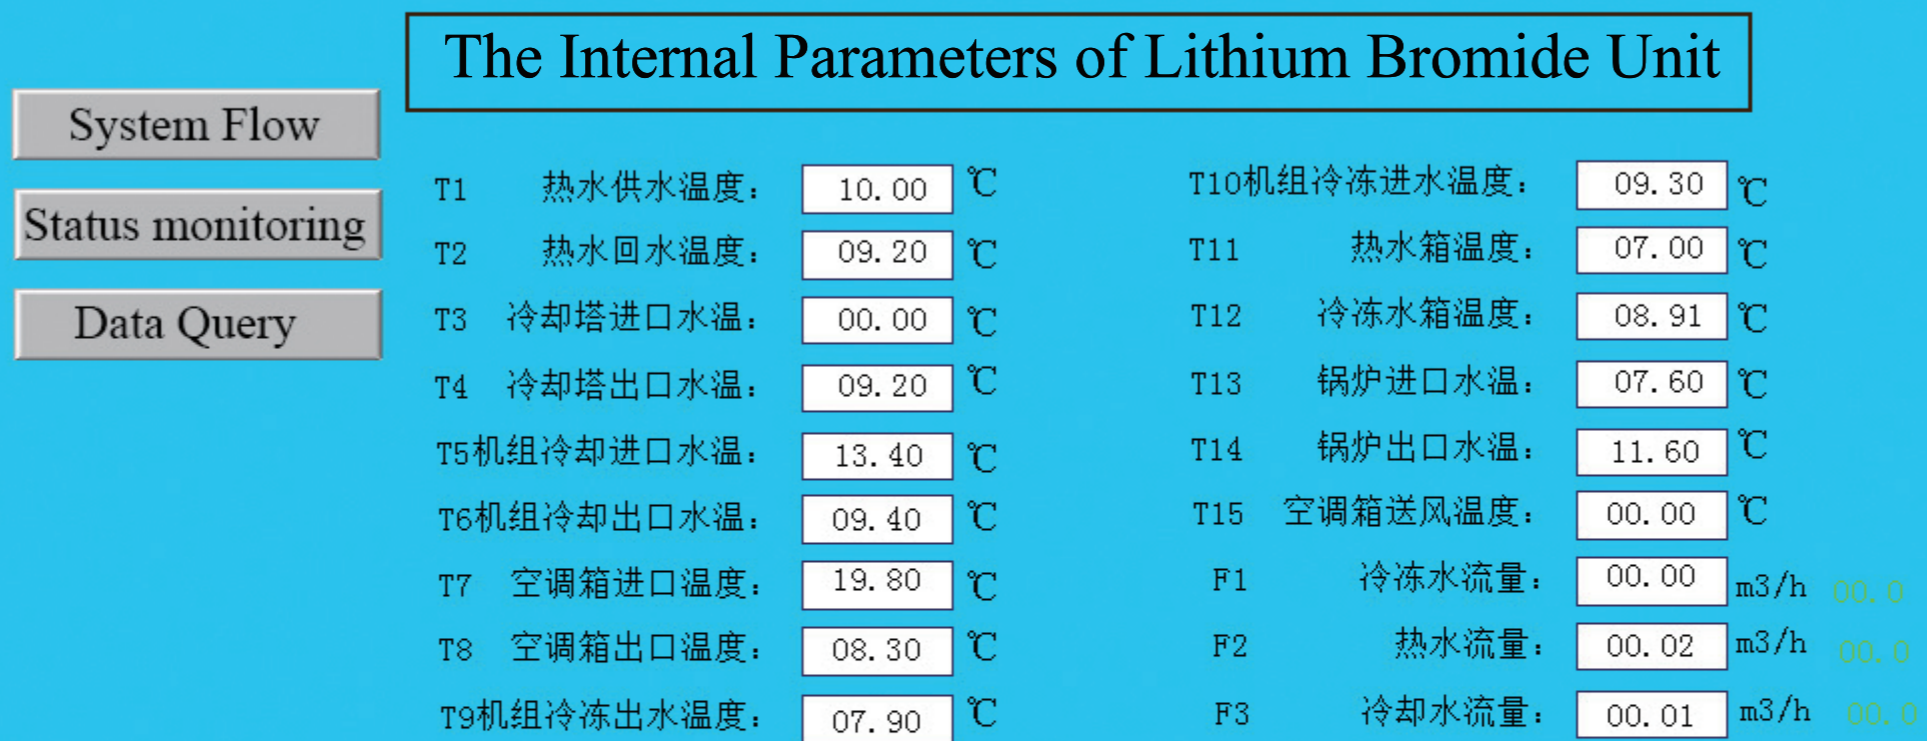 The Internal Parameters of Lithium Bromide Unit
System Flow
Status monitoring
Data Query
T1 热水供水温度: 10.00 ℃
T2 热水回水温度: 09.20 ℃
T3 冷却塔进口水温: 00.00 ℃
T4 冷却塔出口水温: 09.20 ℃
T5机组冷却进口水温: 13.40 ℃
T6机组冷却出口水温: 09.40 ℃
T7 空调箱进口温度: 19.80 ℃
T8 空调箱出口温度: 08.30 ℃
T9机组冷冻出水温度: 07.90 ℃
T10机组冷冻进水温度: 09.30 ℃
T11 热水箱温度: 07.00 ℃
T12 冷冻水箱温度: 08.91 ℃
T13 锅炉进口水温: 07.60 ℃
T14 锅炉出口水温: 11.60 ℃
T15 空调箱送风温度: 00.00 ℃
F1 冷冻水流量: 00.00 m3/h 00.0
F2 热水流量: 00.02 m3/h 00.0
F3 冷却水流量: 00.01 m3/h 00.0